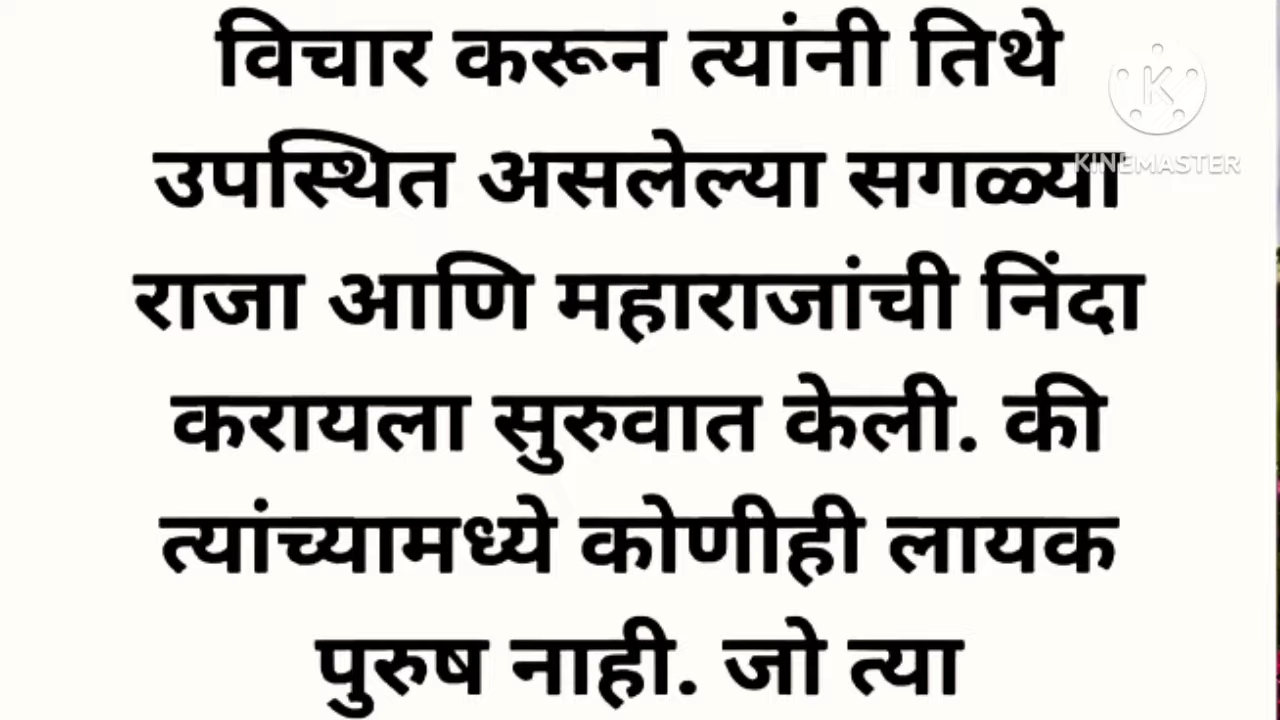 विचार करून त्यांनी तिथे
उपस्थित असलेल्या सगळ्या
राजा आणि महाराजांची निंदा
करायला सुरुवात केली. की
त्यांच्यामध्ये कोणीही लायक
पुरुष नाही. जो त्या
K
KINEMASTER